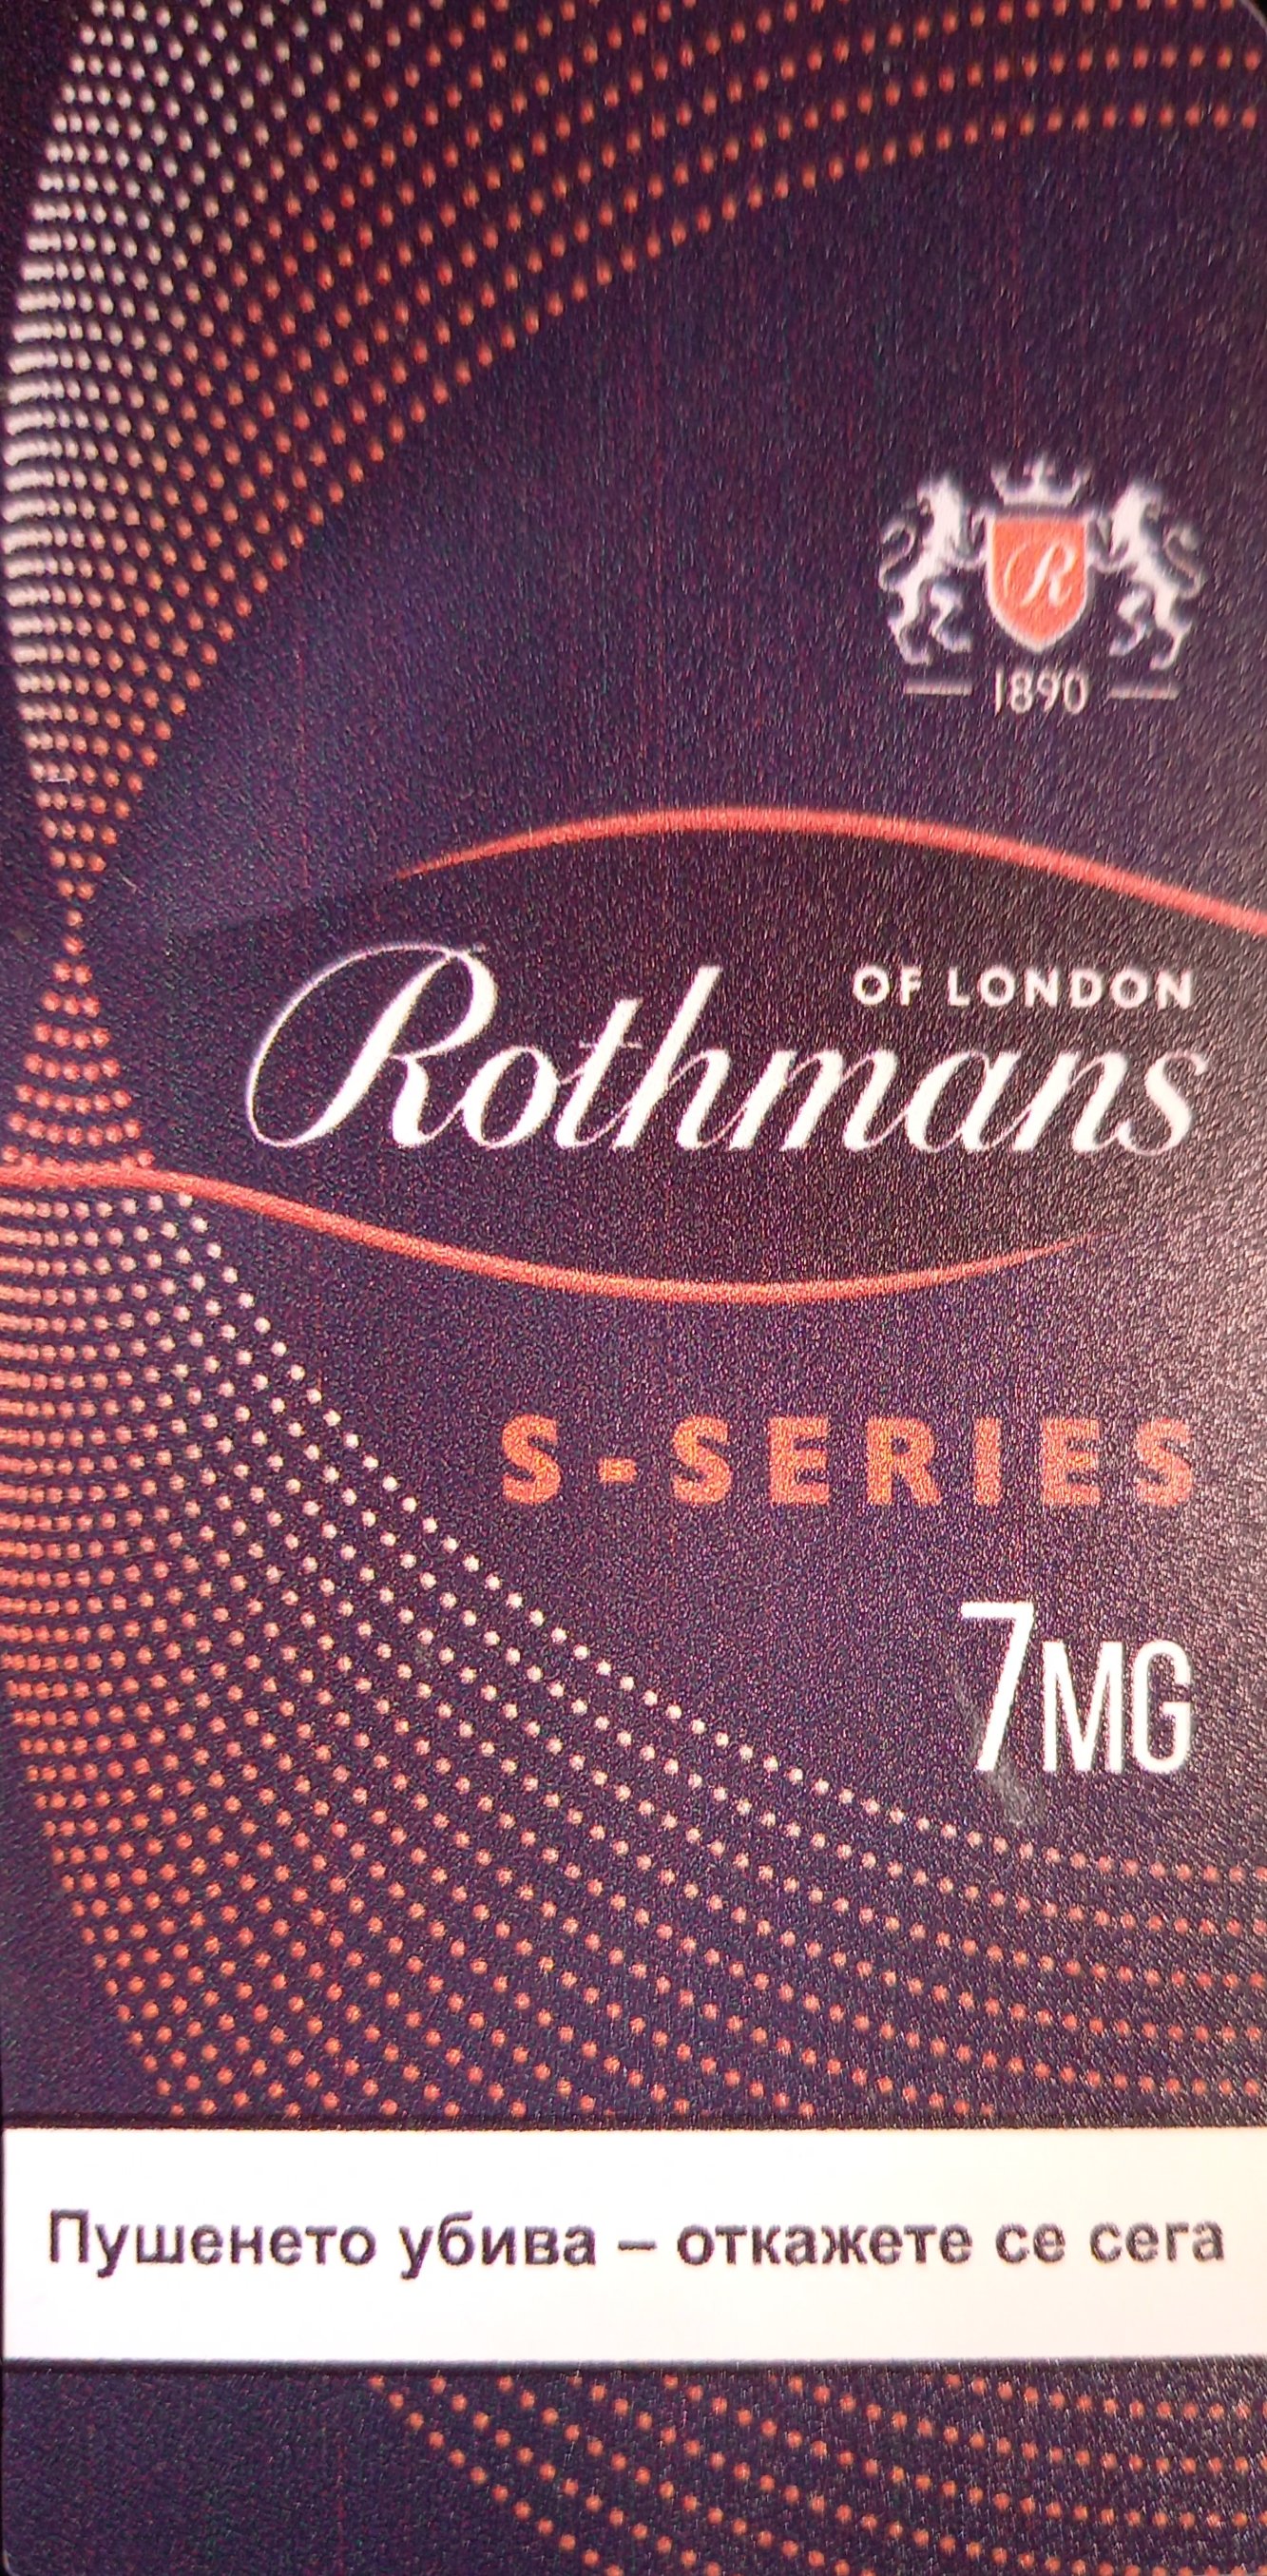 R
1890
OF LONDON
Rothmans
S-SERIES
7MG
Пушенето убива – откажете се сега